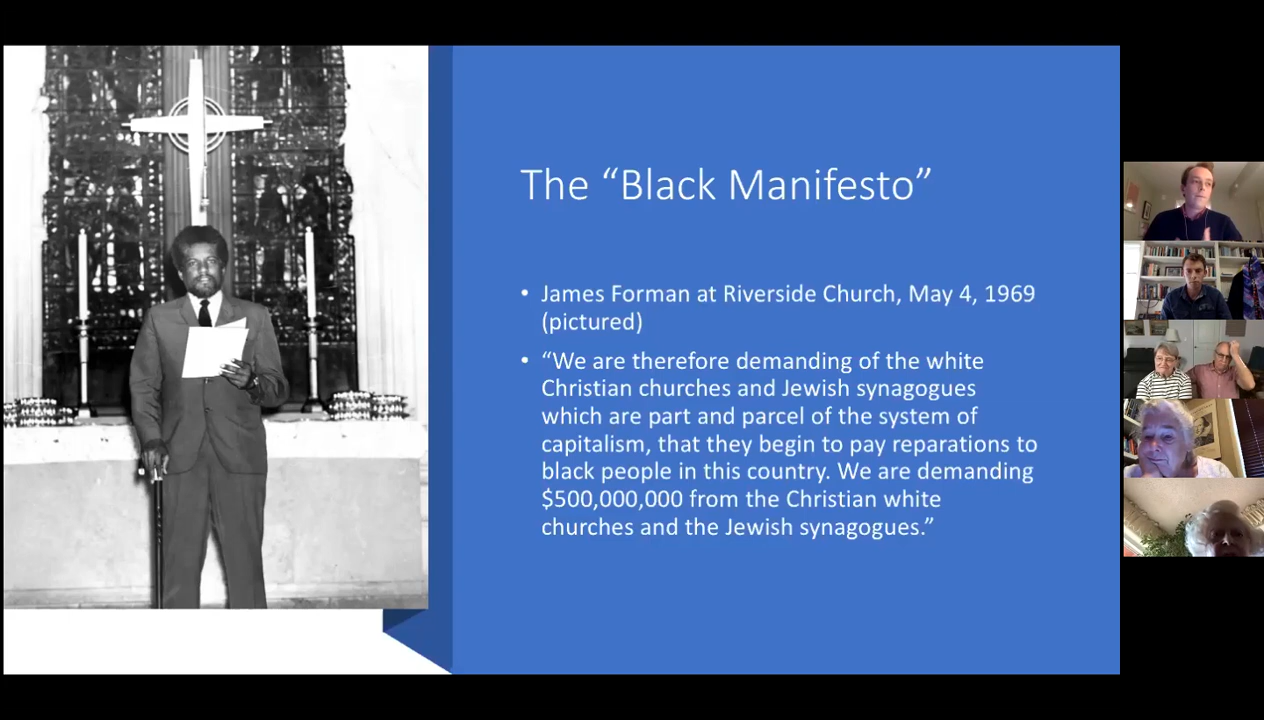 The “Black Manifesto”
• James Forman at Riverside Church, May 4, 1969
(pictured)
• “We are therefore demanding of the white
Christian churches and Jewish synagogues
which are part and parcel of the system of
capitalism, that they begin to pay reparations to
black people in this country. We are demanding
$500,000,000 from the Christian white
churches and the Jewish synagogues.”